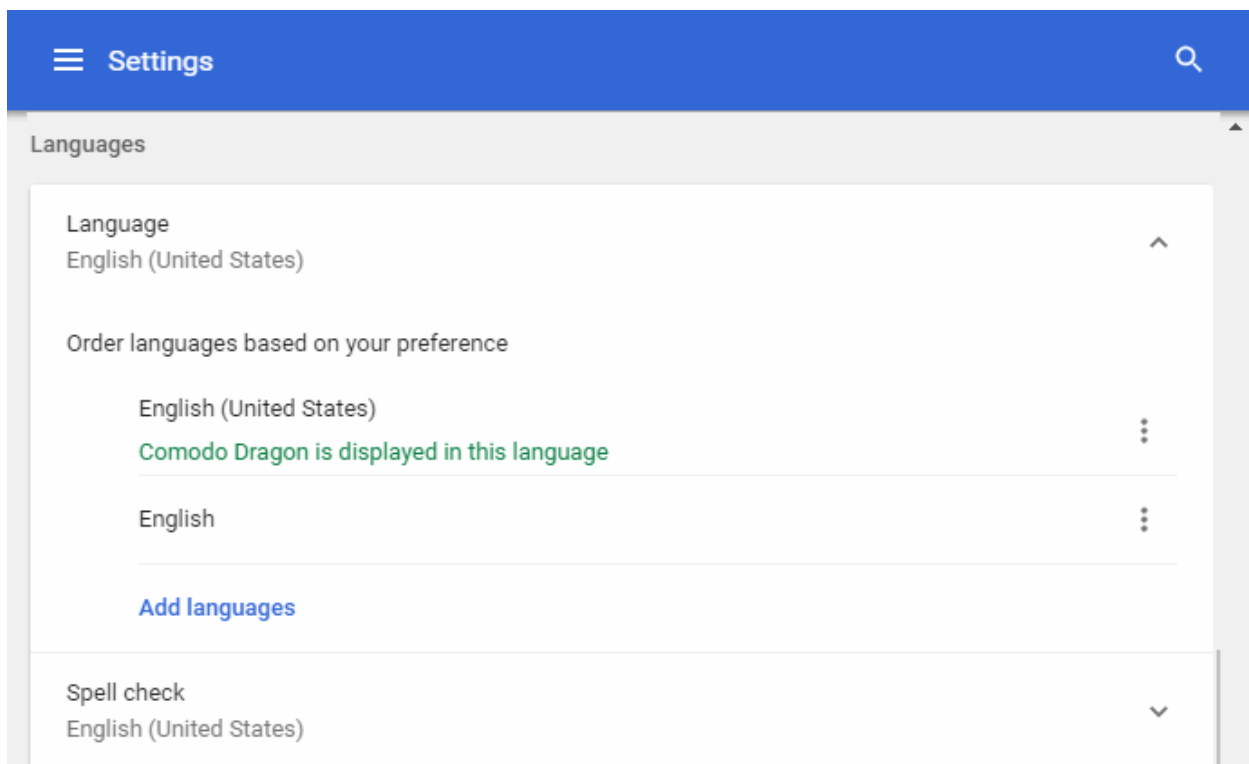 Settings
Languages
Language
English (United States)
Order languages based on your preference
English (United States)
Comodo Dragon is displayed in this language
English
Add languages
Spell check
English (United States)